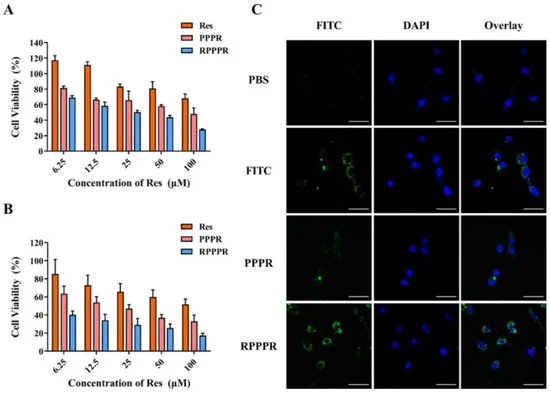 A
Res
PPPR
RPPPR
Cell Viability (%)
140
120
100
80
60
40
20
0
6.25
12.5
25
50
100
Concentration of Res (μM)
B
Res
PPPR
RPPPR
Cell Viability (%)
120
100
80
60
40
20
0
6.25
12.5
25
50
100
Concentration of Res (μM)
C
FITC DAPI Overlay
PBS
FITC
PPPR
RPPPR